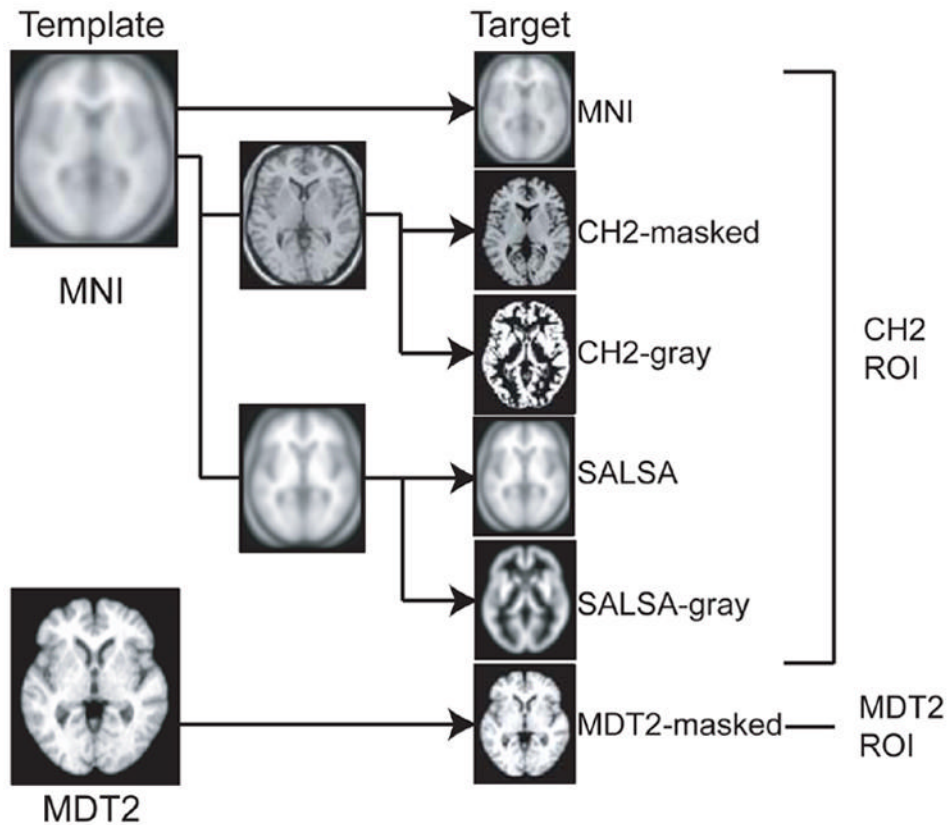 Template
Target
MNI
MNI
CH2-masked
CH2-gray
CH2
ROI
SALSA
SALSA-gray
MDT2
MDT2-masked
MDT2
ROI